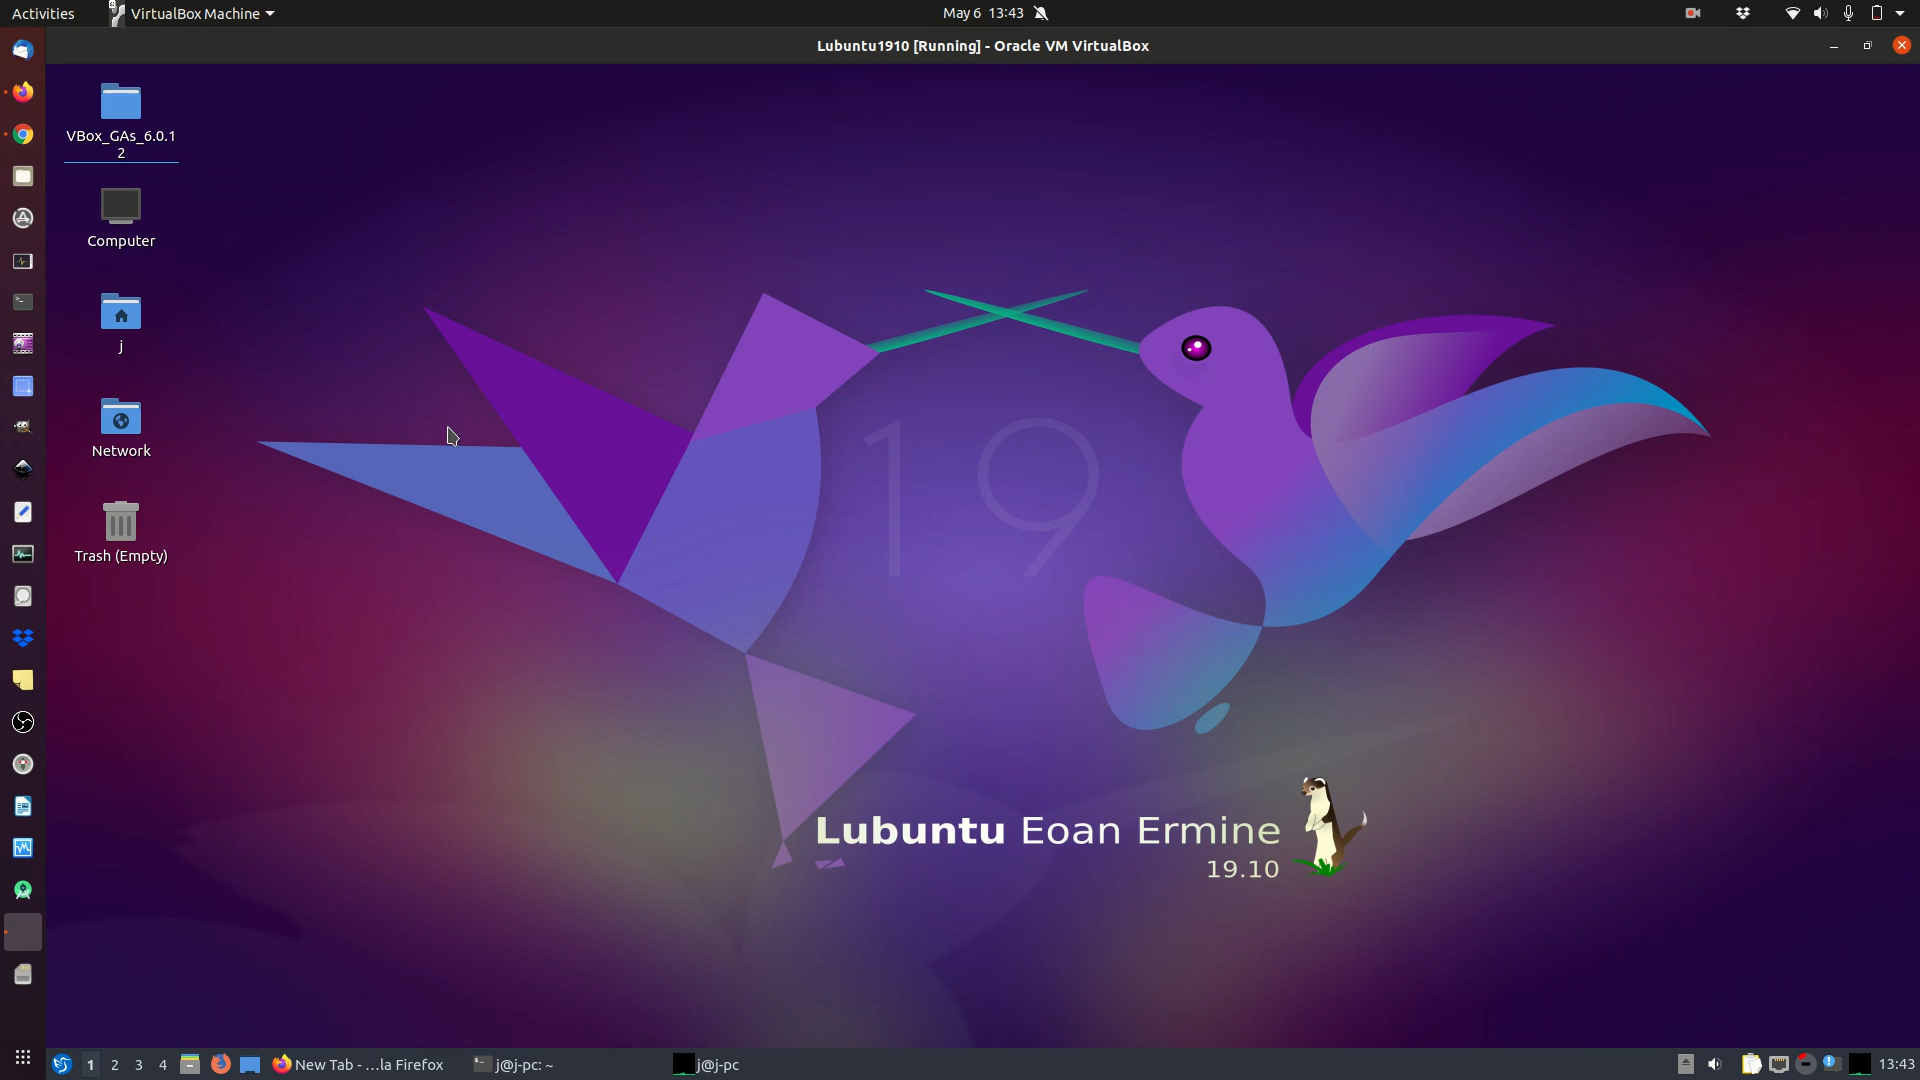 Activities
VirtualBox Machine
May 6 13:43
Lubuntu1910 [Running] - Oracle VM VirtualBox
VBox_GAs_6.0.1
2
Computer
j
Network
Trash (Empty)
19
Lubuntu Eoan Ermine
19.10
1 2 3 4 New Tab - …la Firefox j@j-pc: ~ j@j-pc 13:43